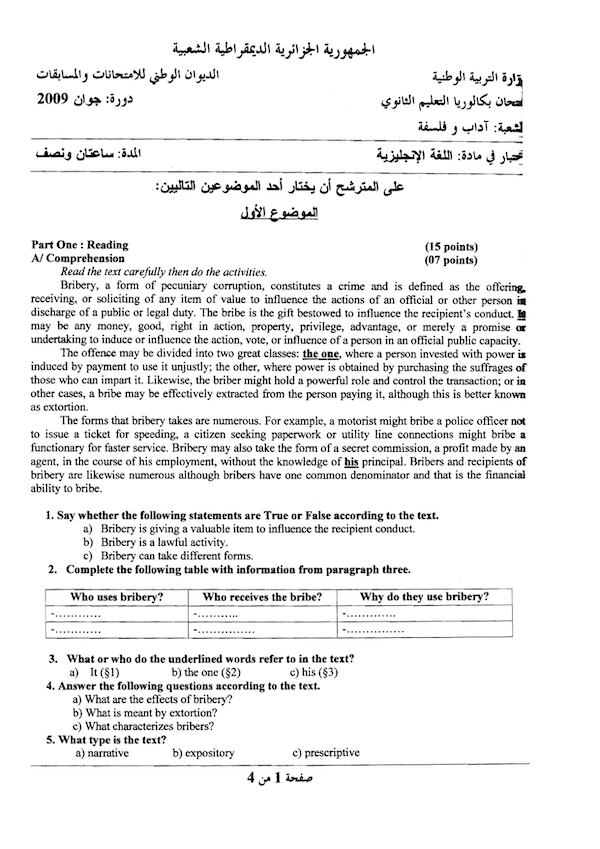 الجمهورية الجزائرية الديمقراطية الشعبية
وزارة التربية الوطنية الديوان الوطني للامتحانات والمسابقات
امتحان بكالوريا التعليم الثانوي دورة: جوان 2009
الشعبة: آداب و فلسفة
اختبار في مادة: اللغة الإنجليزية المدة: ساعتان ونصف
على المترشح أن يختار أحد الموضوعين التاليين:
الموضوع الأول
Part One : Reading (15 points)
A/ Comprehension (07 points)
Read the text carefully then do the activities.
Bribery, a form of pecuniary corruption, constitutes a crime and is defined as the offering,
receiving, or soliciting of any item of value to influence the actions of an official or other person in
discharge of a public or legal duty. The bribe is the gift bestowed to influence the recipient's conduct. It
may be any money, good, right in action, property, privilege, advantage, or merely a promise or
undertaking to induce or influence the action, vote, or influence of a person in an official public capacity.
The offence may be divided into two great classes: the one, where a person invested with power is
induced by payment to use it unjustly; the other, where power is obtained by purchasing the suffrages of
those who can impart it. Likewise, the briber might hold a powerful role and control the transaction; or in
other cases, a bribe may be effectively extracted from the person paying it, although this is better known
as extortion.
The forms that bribery takes are numerous. For example, a motorist might bribe a police officer not
to issue a ticket for speeding, a citizen seeking paperwork or utility line connections might bribe a
functionary for faster service. Bribery may also take the form of a secret commission, a profit made by an
agent, in the course of his employment, without the knowledge of his principal. Bribers and recipients of
bribery are likewise numerous although bribers have one common denominator and that is the financial
ability to bribe.
1. Say whether the following statements are True or False according to the text.
a) Bribery is giving a valuable item to influence the recipient conduct.
b) Bribery is a lawful activity.
c) Bribery can take different forms.
2. Complete the following table with information from paragraph three.
Who uses bribery? Who receives the bribe? Why do they use bribery?
-............ -........... -.............
-............ -.............. -...............
3. What or who do the underlined words refer to in the text?
a) It (§1) b) the one (§2) c) his (§3)
4. Answer the following questions according to the text.
a) What are the effects of bribery?
b) What is meant by extortion?
c) What characterizes bribers?
5. What type is the text?
a) narrative b) expository c) prescriptive
صفحة 1 من 4